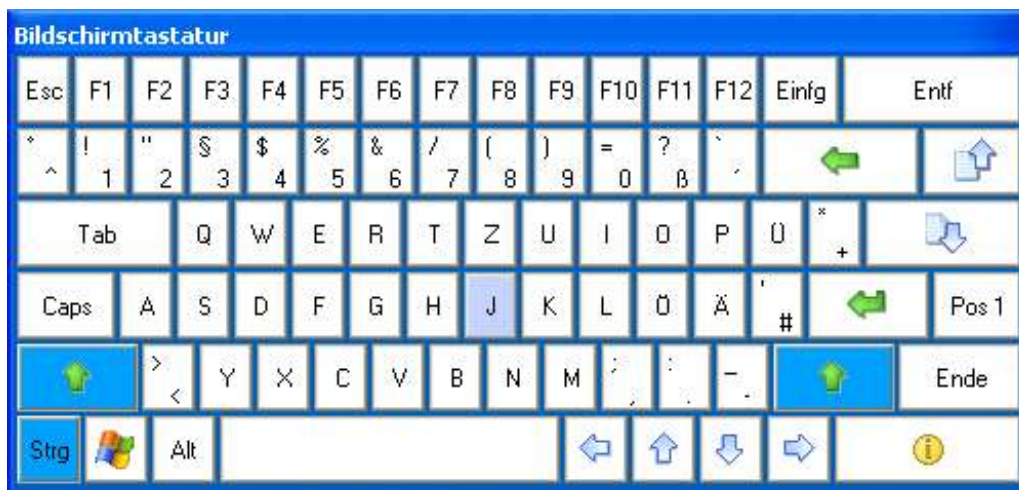 Bildschirmtastatur
Esc F1 F2 F3 F4 F5 F6 F7 F8 F9 F10 F11 F12 Einfg Entf
° ^ ! 1 " 2 § 3 $ 4 % 5 & 6 / 7 ( 8 ) 9 = 0 ? ß ` ´
Tab Q W E R T Z U I O P Ü * +
Caps A S D F G H J K L Ö Ä ' # Pos 1
> < Y X C V B N M ; , : . _ - Ende
Strg Alt